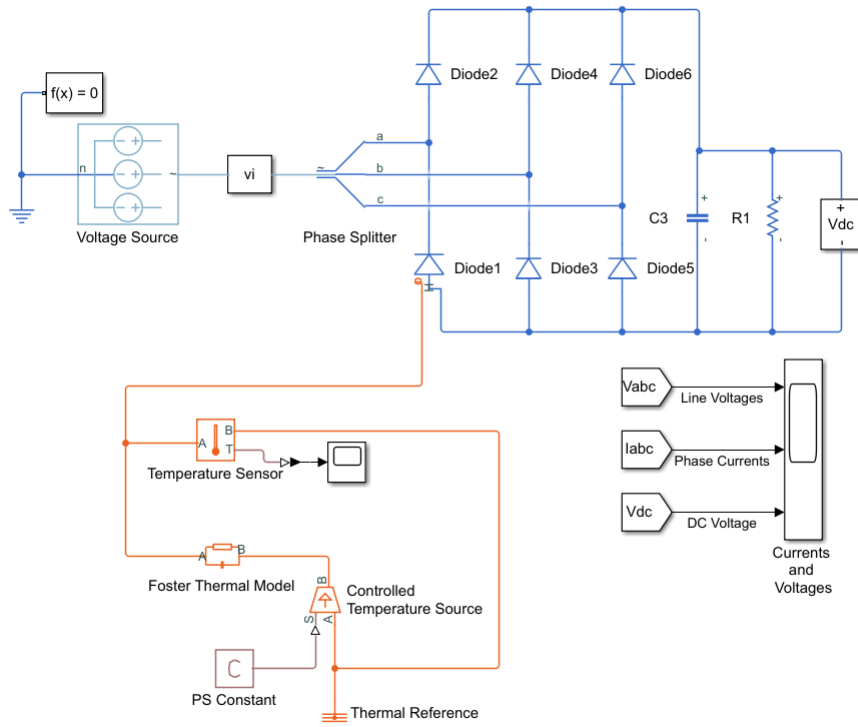 Diode2
Diode4
Diode6
f(x) = 0
a
n
~
vi
~
b
c
+
+
+
C3
R1
Vdc
-
-
-
Voltage Source
Phase Splitter
Diode1
Diode3
Diode5
H
Vabc
Line Voltages
B
A
T
Temperature Sensor
Iabc
Phase Currents
Vdc
DC Voltage
A
B
Currents
and
Voltages
Foster Thermal Model
B
Controlled
Temperature Source
S
A
C
PS Constant
Thermal Reference